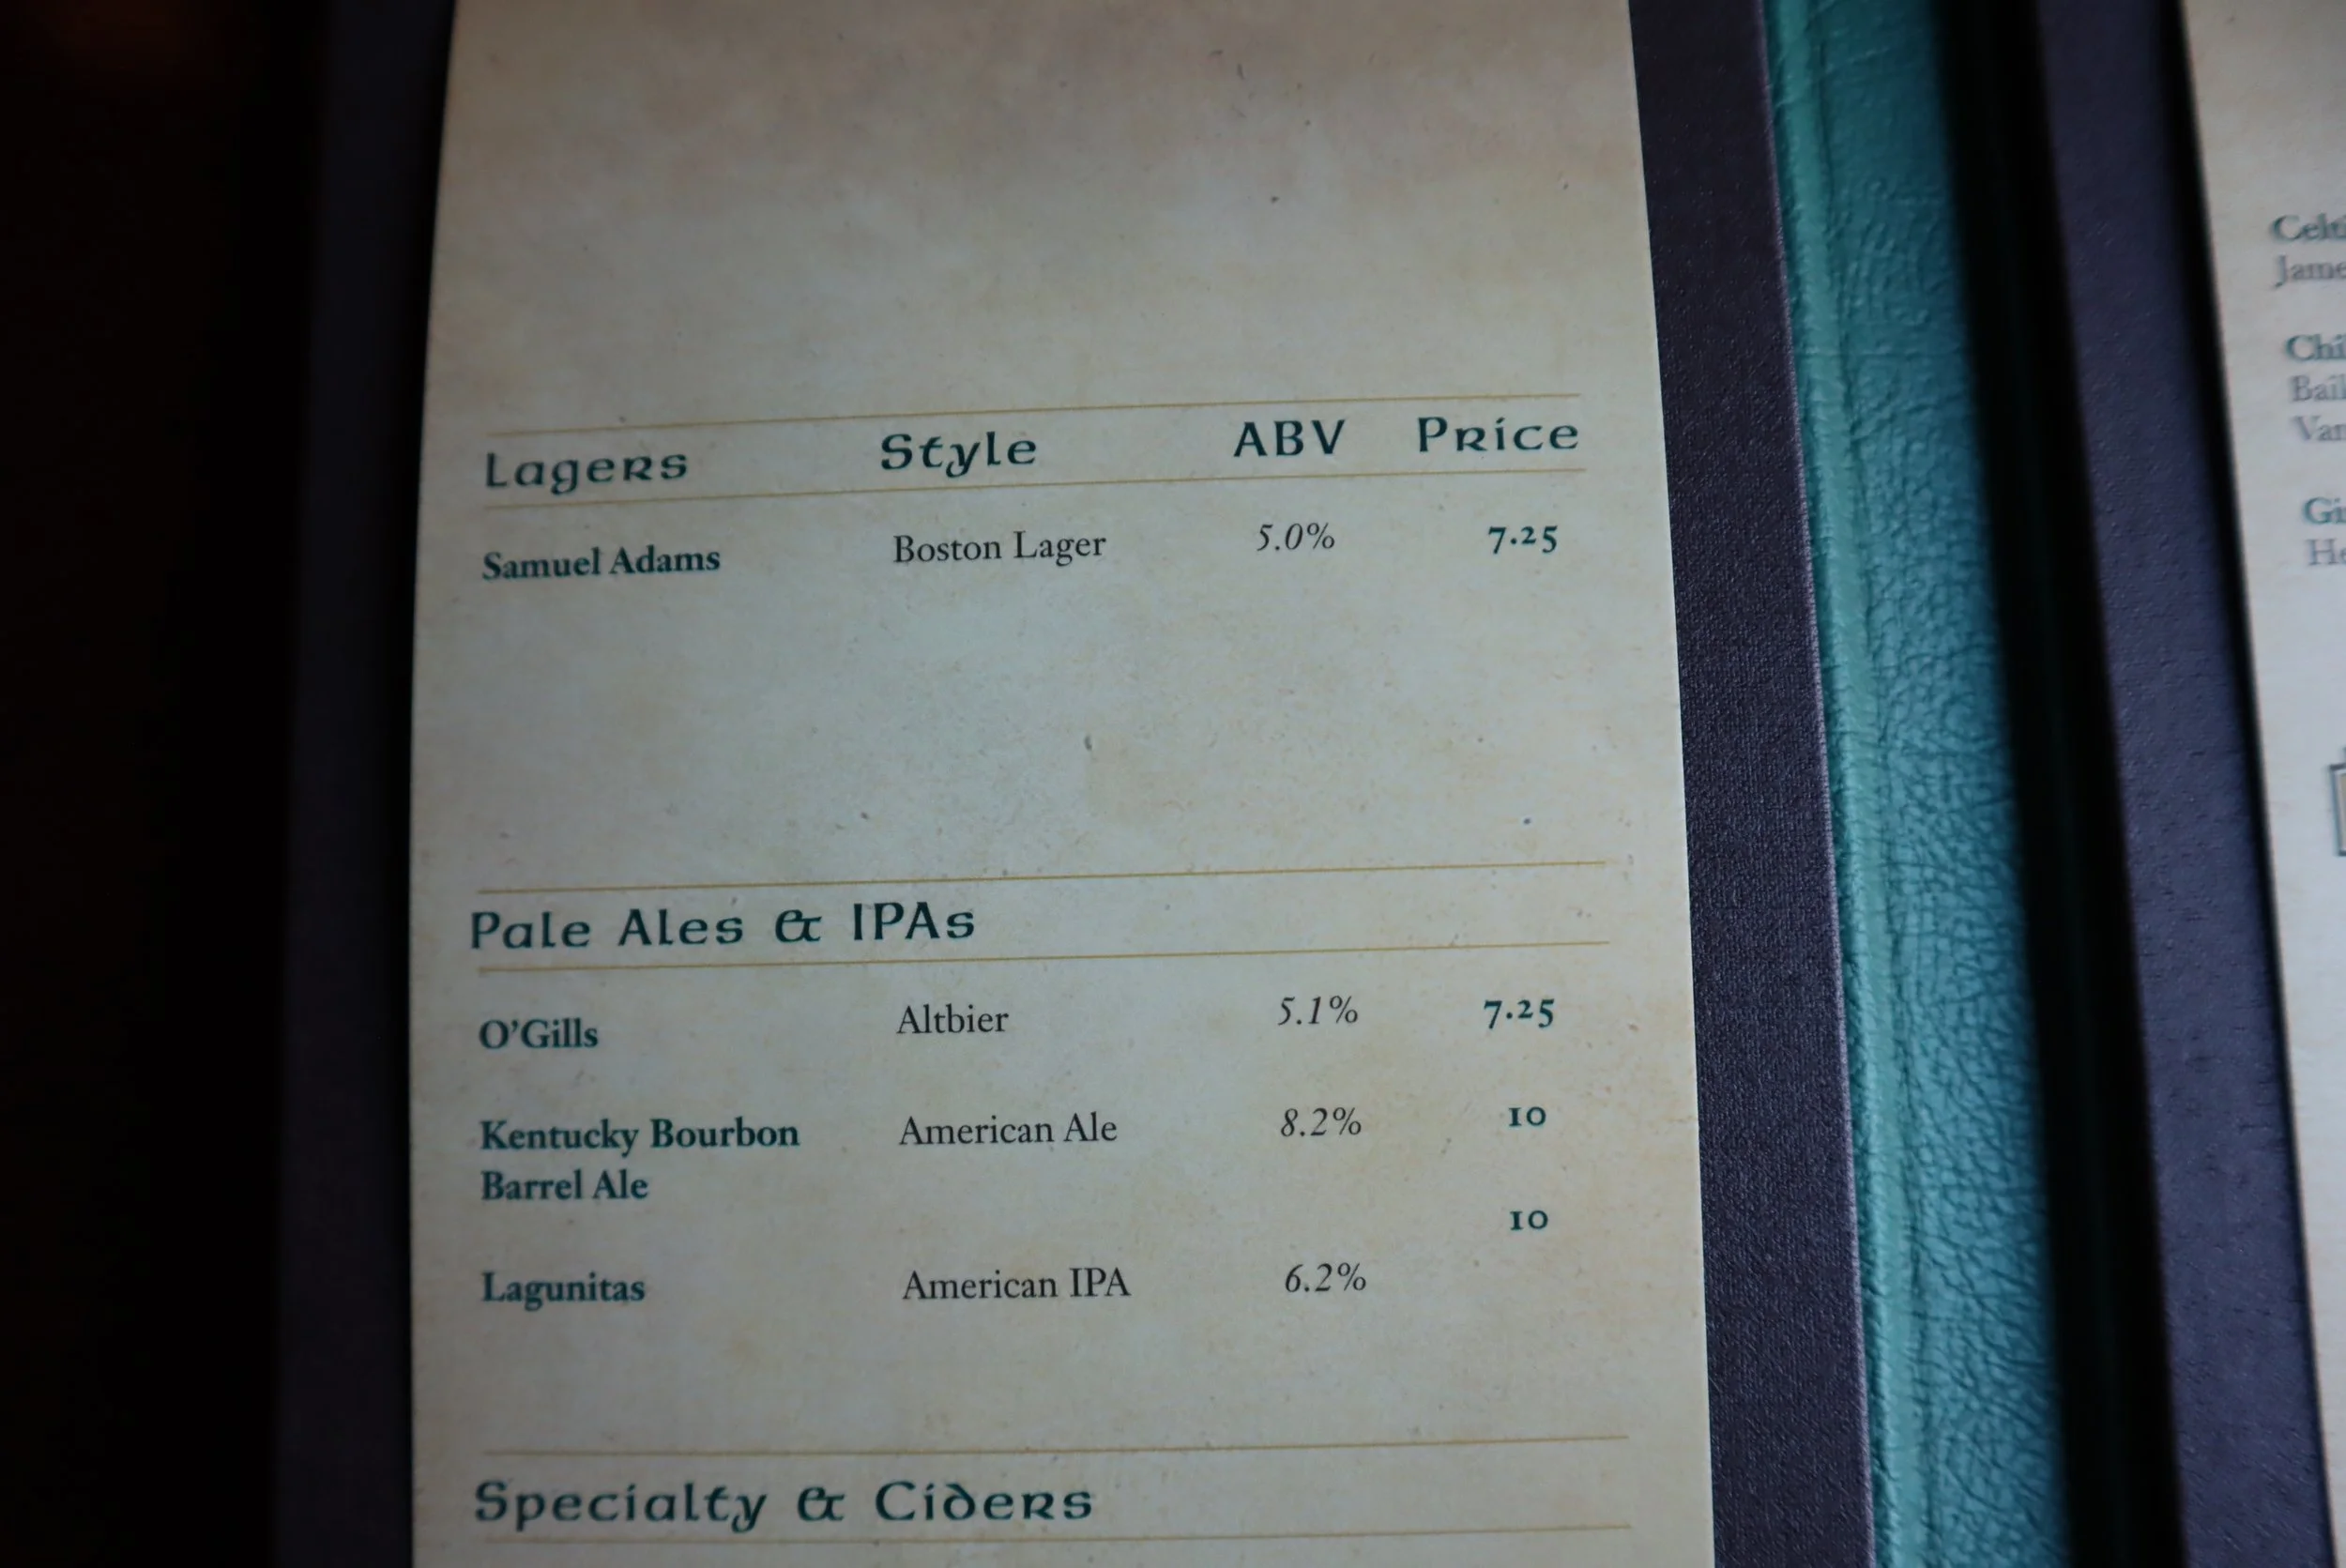 Lagers Style ABV Price
Samuel Adams Boston Lager 5.0% 7.25
Pale Ales & IPAs
O'Gills Altbier 5.1% 7.25
Kentucky Bourbon American Ale 8.2% 10
Barrel Ale
10
Lagunitas American IPA 6.2%
Specialty & Ciders